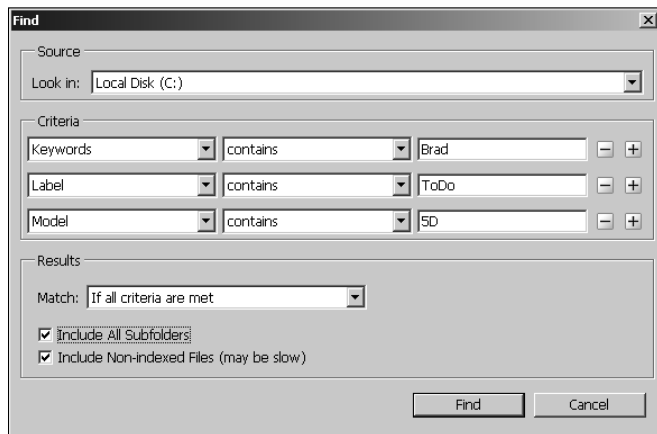 Find
Source
Look in: Local Disk (C:)
Criteria
Keywords contains Brad
Label contains ToDo
Model contains 5D
Results
Match: If all criteria are met
Include All Subfolders
Include Non-indexed Files (may be slow)
Find Cancel